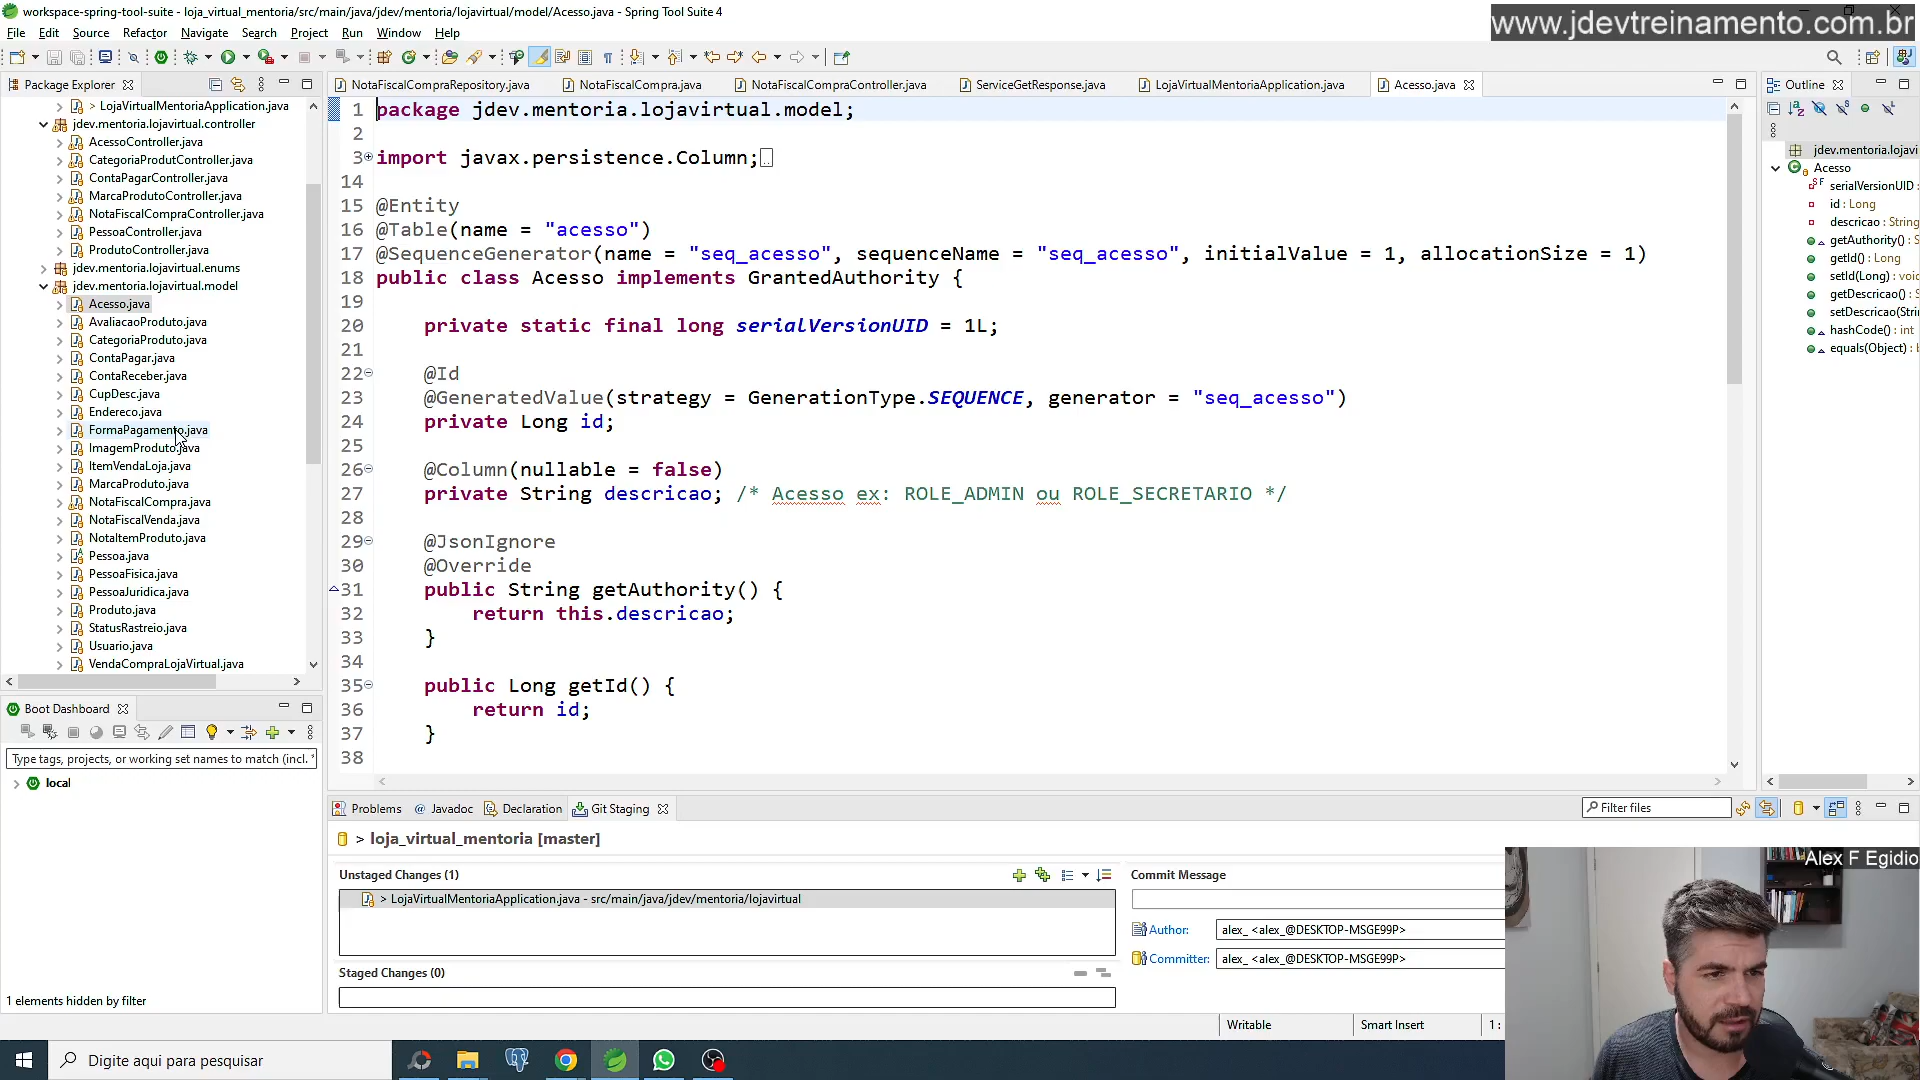 workspace-spring-tool-suite - loja_virtual_mentoria/src/main/java/jdev/mentoria/lojavirtual/model/Acesso.java - Spring Tool Suite 4
www.jdevtreinamento.com.br
File Edit Source Refactor Navigate Search Project Run Window Help
Package Explorer
NotaFiscalCompraRepository.java
NotaFiscalCompra.java
NotaFiscalCompraController.java
ServiceGetResponse.java
LojaVirtualMentoriaApplication.java
Acesso.java
Outline
> LojaVirtualMentoriaApplication.java
jdev.mentoria.lojavirtual.controller
AcessoController.java
CategoriaProdutController.java
ContaPagarController.java
MarcaProdutoController.java
NotaFiscalCompraController.java
PessoaController.java
ProdutoController.java
jdev.mentoria.lojavirtual.enums
jdev.mentoria.lojavirtual.model
Acesso.java
AvaliacaoProduto.java
CategoriaProduto.java
ContaPagar.java
ContaReceber.java
CupDesc.java
Endereco.java
FormaPagamento.java
ImagemProduto.java
ItemVendaLoja.java
MarcaProduto.java
NotaFiscalCompra.java
NotaFiscalVenda.java
NotaItemProduto.java
Pessoa.java
PessoaFisica.java
PessoaJuridica.java
Produto.java
StatusRastreio.java
Usuario.java
VendaCompraLojaVirtual.java
1 package jdev.mentoria.lojavirtual.model;
2
3 import javax.persistence.Column;
14
15 @Entity
16 @Table(name = "acesso")
17 @SequenceGenerator(name = "seq_acesso", sequenceName = "seq_acesso", initialValue = 1, allocationSize = 1)
18 public class Acesso implements GrantedAuthority {
19
20 private static final long serialVersionUID = 1L;
21
22 @Id
23 @GeneratedValue(strategy = GenerationType.SEQUENCE, generator = "seq_acesso")
24 private Long id;
25
26 @Column(nullable = false)
27 private String descricao; /* Acesso ex: ROLE_ADMIN ou ROLE_SECRETARIO */
28
29 @JsonIgnore
30 @Override
31 public String getAuthority() {
32 return this.descricao;
33 }
34
35 public Long getId() {
36 return id;
37 }
38
jdev.mentoria.lojavi
Acesso
serialVersionUID :
id : Long
descricao : String
getAuthority() : S
getId() : Long
setId(Long) : void
getDescricao() : S
setDescricao(Stri
hashCode() : int
equals(Object) : b
Boot Dashboard
Type tags, projects, or working set names to match (incl. *
local
1 elements hidden by filter
Problems
@ Javadoc
Declaration
Git Staging
Filter files
> loja_virtual_mentoria [master]
Unstaged Changes (1)
> LojaVirtualMentoriaApplication.java - src/main/java/jdev/mentoria/lojavirtual
Staged Changes (0)
Commit Message
Author: alex_ <alex_@DESKTOP-MSGE99P>
Committer: alex_ <alex_@DESKTOP-MSGE99P>
Alex F Egidio
Writable
Smart Insert
1 :
Digite aqui para pesquisar